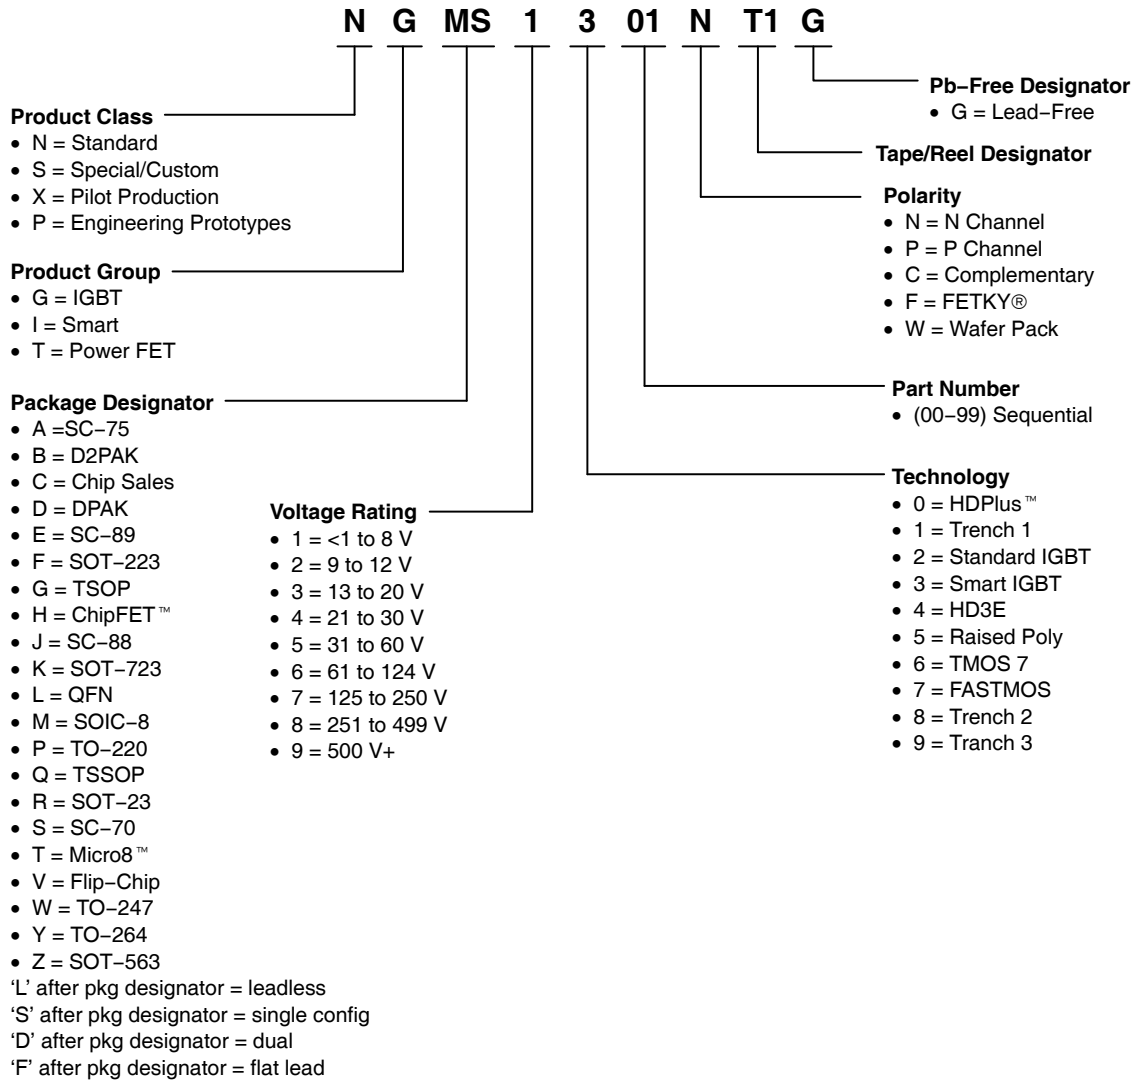 N G MS 1 3 01 N T1 G
Product Class
• N = Standard
• S = Special/Custom
• X = Pilot Production
• P = Engineering Prototypes
Product Group
• G = IGBT
• I = Smart
• T = Power FET
Package Designator
• A =SC−75
• B = D2PAK
• C = Chip Sales
• D = DPAK
• E = SC−89
• F = SOT−223
• G = TSOP
• H = ChipFET™
• J = SC−88
• K = SOT−723
• L = QFN
• M = SOIC−8
• P = TO−220
• Q = TSSOP
• R = SOT−23
• S = SC−70
• T = Micro8™
• V = Flip−Chip
• W = TO−247
• Y = TO−264
• Z = SOT−563
‘L’ after pkg designator = leadless
‘S’ after pkg designator = single config
‘D’ after pkg designator = dual
‘F’ after pkg designator = flat lead
Voltage Rating
• 1 = <1 to 8 V
• 2 = 9 to 12 V
• 3 = 13 to 20 V
• 4 = 21 to 30 V
• 5 = 31 to 60 V
• 6 = 61 to 124 V
• 7 = 125 to 250 V
• 8 = 251 to 499 V
• 9 = 500 V+
Pb−Free Designator
• G = Lead−Free
Tape/Reel Designator
Polarity
• N = N Channel
• P = P Channel
• C = Complementary
• F = FETKY®
• W = Wafer Pack
Part Number
• (00−99) Sequential
Technology
• 0 = HDPlus™
• 1 = Trench 1
• 2 = Standard IGBT
• 3 = Smart IGBT
• 4 = HD3E
• 5 = Raised Poly
• 6 = TMOS 7
• 7 = FASTMOS
• 8 = Trench 2
• 9 = Tranch 3